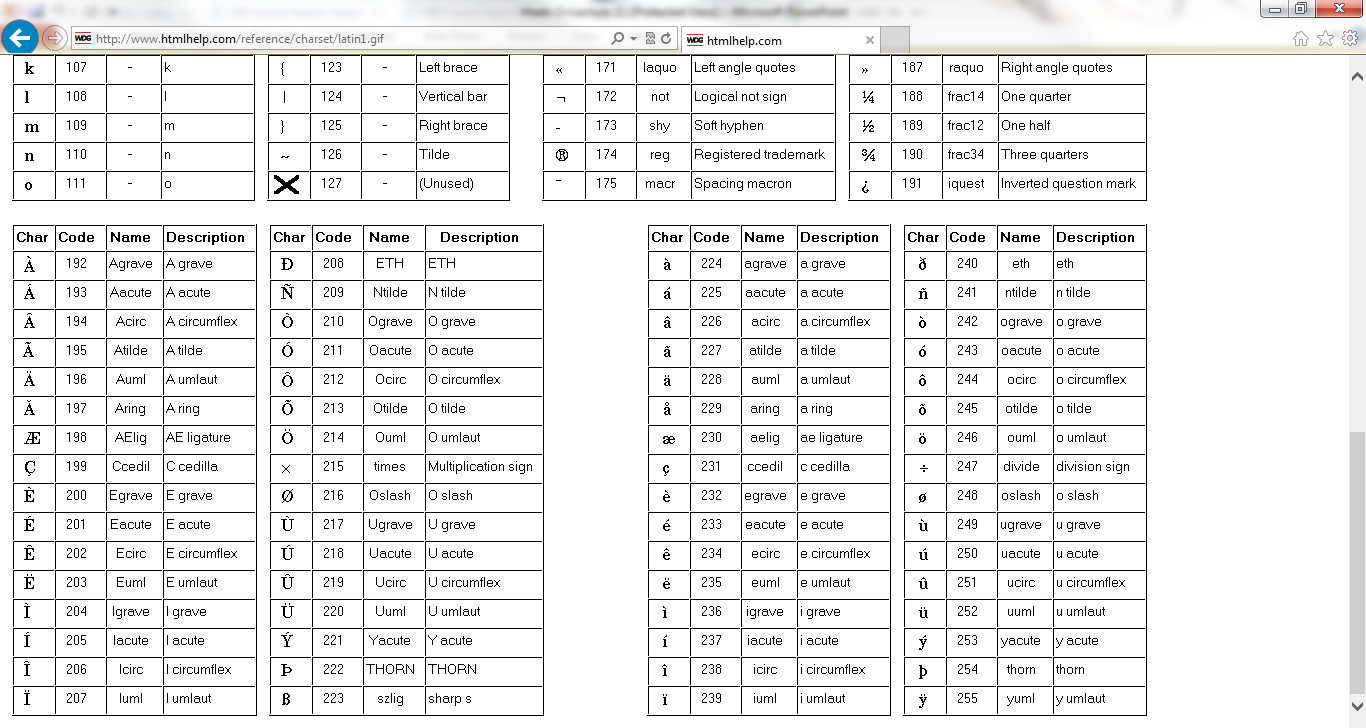 Week 2 Lecture 2 [Protected View] - Microsoft PowerPoint
http://www.htmlhelp.com/reference/charset/latin1.gif WDG htmlhelp.com
k 107 - k { 123 - Left brace « 171 laquo Left angle quotes » 187 raquo Right angle quotes
l 108 - l | 124 - Vertical bar ¬ 172 not Logical not sign ¼ 188 frac14 One quarter
m 109 - m } 125 - Right brace - 173 shy Soft hyphen ½ 189 frac12 One half
n 110 - n ~ 126 - Tilde ® 174 reg Registered trademark ¾ 190 frac34 Three quarters
o 111 - o 127 - (Unused) ¯ 175 macr Spacing macron ¿ 191 iquest Inverted question mark
Char Code Name Description Char Code Name Description Char Code Name Description Char Code Name Description
À 192 Agrave A grave Ð 208 ETH ETH à 224 agrave a grave ð 240 eth eth
Á 193 Aacute A acute Ñ 209 Ntilde N tilde á 225 aacute a acute ñ 241 ntilde n tilde
 194 Acirc A circumflex Ò 210 Ograve O grave â 226 acirc a circumflex ò 242 ograve o grave
à 195 Atilde A tilde Ó 211 Oacute O acute ã 227 atilde a tilde ó 243 oacute o acute
Ä 196 Auml A umlaut Ô 212 Ocirc O circumflex ä 228 auml a umlaut ô 244 ocirc o circumflex
Å 197 Aring A ring Õ 213 Otilde O tilde å 229 aring a ring õ 245 otilde o tilde
Æ 198 AElig AE ligature Ö 214 Ouml O umlaut æ 230 aelig ae ligature ö 246 ouml o umlaut
Ç 199 Ccedil C cedilla × 215 times Multiplication sign ç 231 ccedil c cedilla ÷ 247 divide division sign
È 200 Egrave E grave Ø 216 Oslash O slash è 232 egrave e grave ø 248 oslash o slash
É 201 Eacute E acute Ù 217 Ugrave U grave é 233 eacute e acute ù 249 ugrave u grave
Ê 202 Ecirc E circumflex Ú 218 Uacute U acute ê 234 ecirc e circumflex ú 250 uacute u acute
Ë 203 Euml E umlaut Û 219 Ucirc U circumflex ë 235 euml e umlaut û 251 ucirc u circumflex
Ì 204 Igrave I grave Ü 220 Uuml U umlaut ì 236 igrave i grave ü 252 uuml u umlaut
Í 205 Iacute I acute Ý 221 Yacute Y acute í 237 iacute i acute ý 253 yacute y acute
Î 206 Icirc I circumflex Þ 222 THORN THORN î 238 icirc i circumflex þ 254 thorn thorn
Ï 207 Iuml I umlaut ß 223 szlig sharp s ï 239 iuml i umlaut ÿ 255 yuml y umlaut